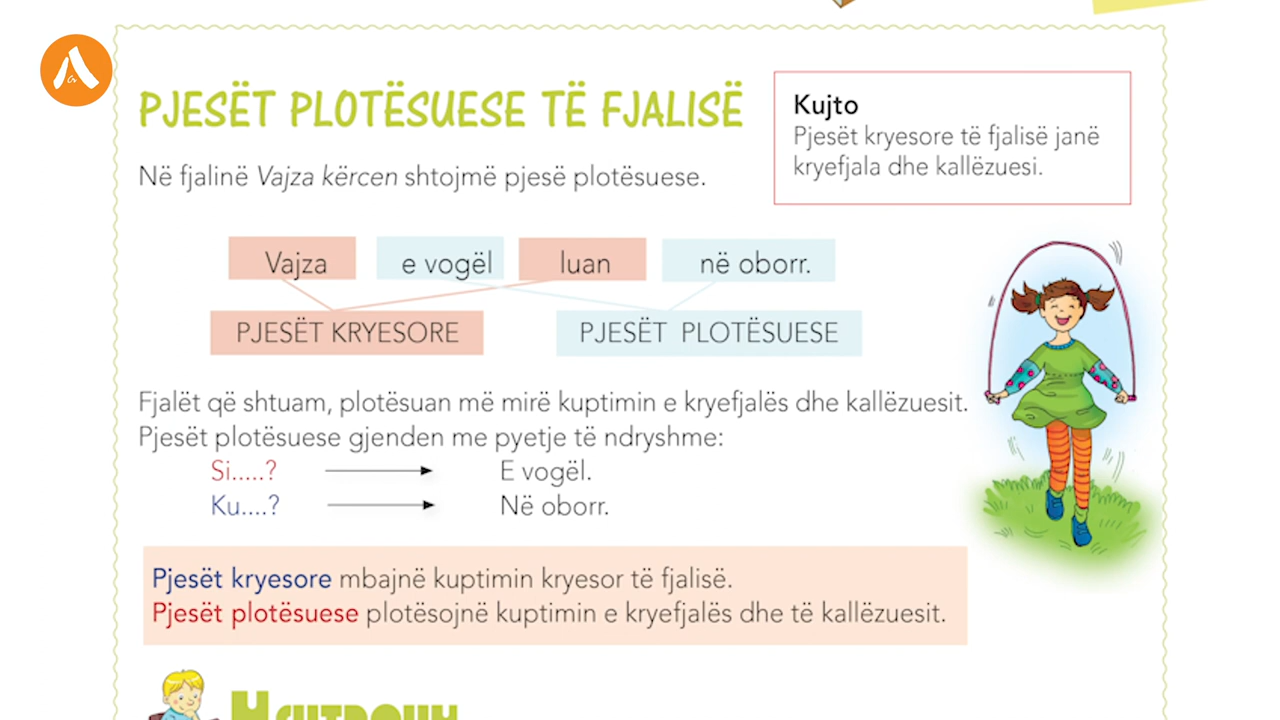 PJESËT PLOTËSUESE TË FJALISË
Kujto
Pjesët kryesore të fjalisë janë
kryefjala dhe kallëzuesi.
Në fjalinë Vajza kërcen shtojmë pjesë plotësuese.
Vajza e vogël luan në oborr.
PJESËT KRYESORE PJESËT PLOTËSUESE
Fjalët që shtuam, plotësuan më mirë kuptimin e kryefjalës dhe kallëzuesit.
Pjesët plotësuese gjenden me pyetje të ndryshme:
Si.....? E vogël.
Ku....? Në oborr.
Pjesët kryesore mbajnë kuptimin kryesor të fjalisë.
Pjesët plotësuese plotësojnë kuptimin e kryefjalës dhe të kallëzuesit.